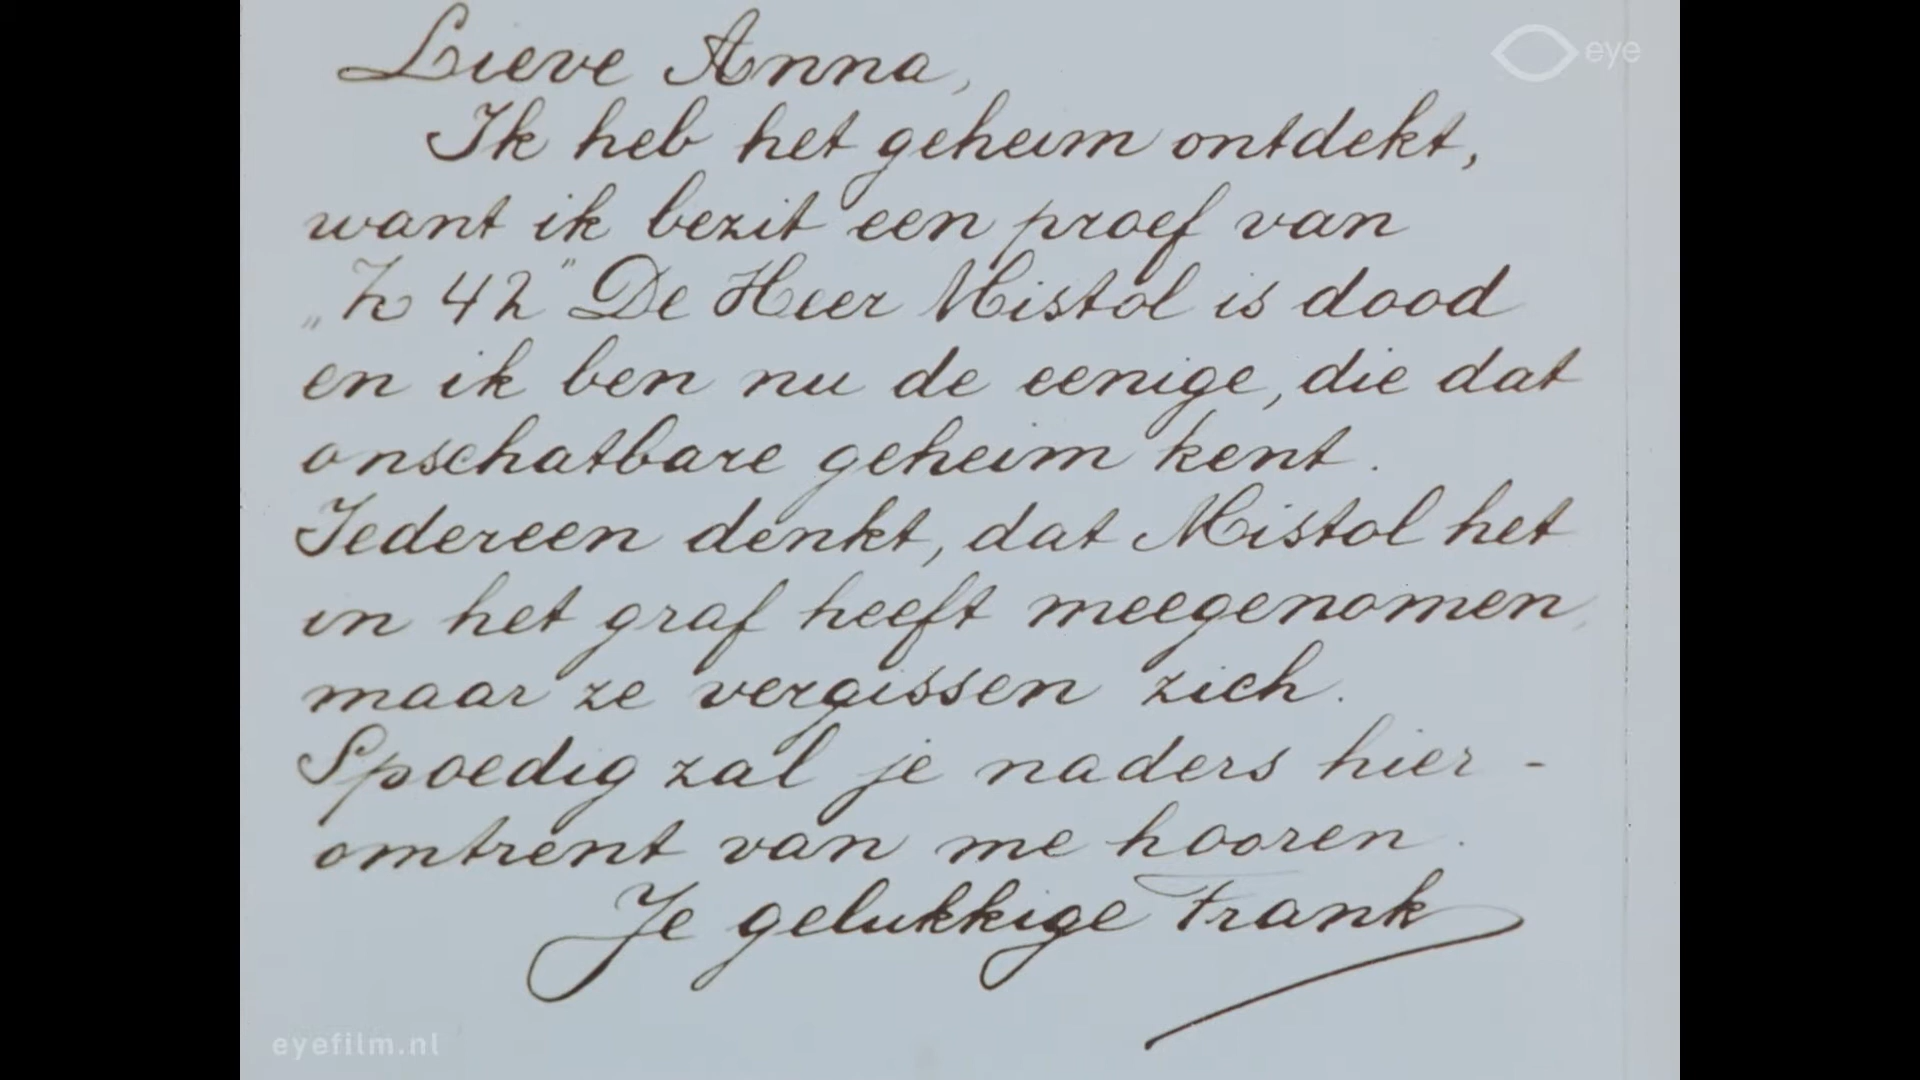 Lieve Anna,
Ik heb het geheim ontdekt,
want ik bezit een proef van
„Z 42" De Heer Mistol is dood
en ik ben nu de eenige, die dat
onschatbare geheim kent.
Iedereen denkt, dat Mistol het
in het graf heeft meegenomen,
maar ze vergissen zich.
Spoedig zal je naders hier-
omtrent van me hooren.
Je gelukkige Frank
eye
eyefilm.nl